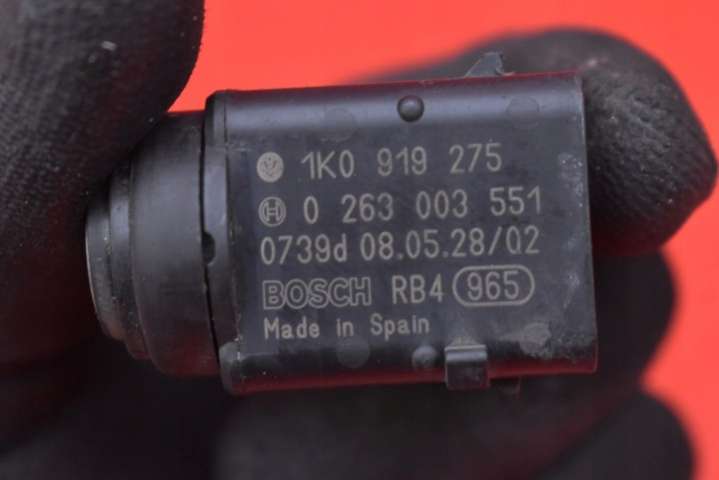 1K0 919 275
0 263 003 551
0739d 08.05.28/02
BOSCH RB4 965
Made in Spain